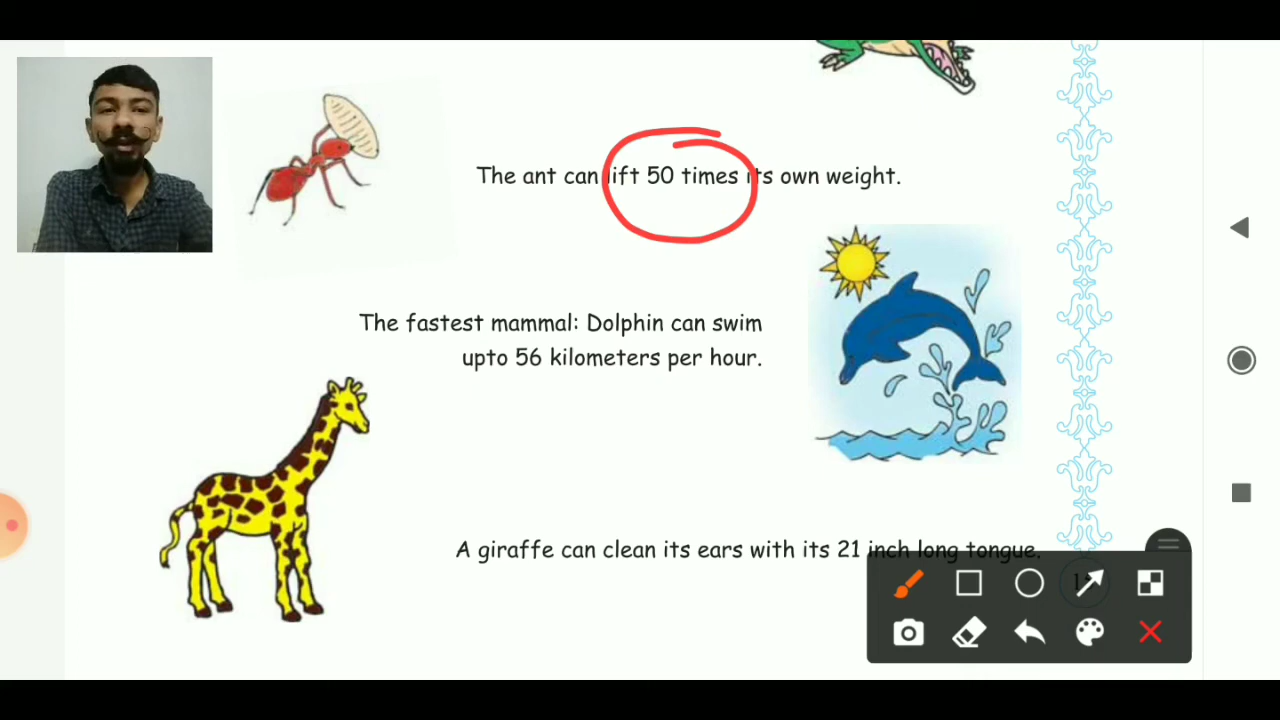 The ant can lift 50 times its own weight.
The fastest mammal: Dolphin can swim
upto 56 kilometers per hour.
A giraffe can clean its ears with its 21 inch long tongue.